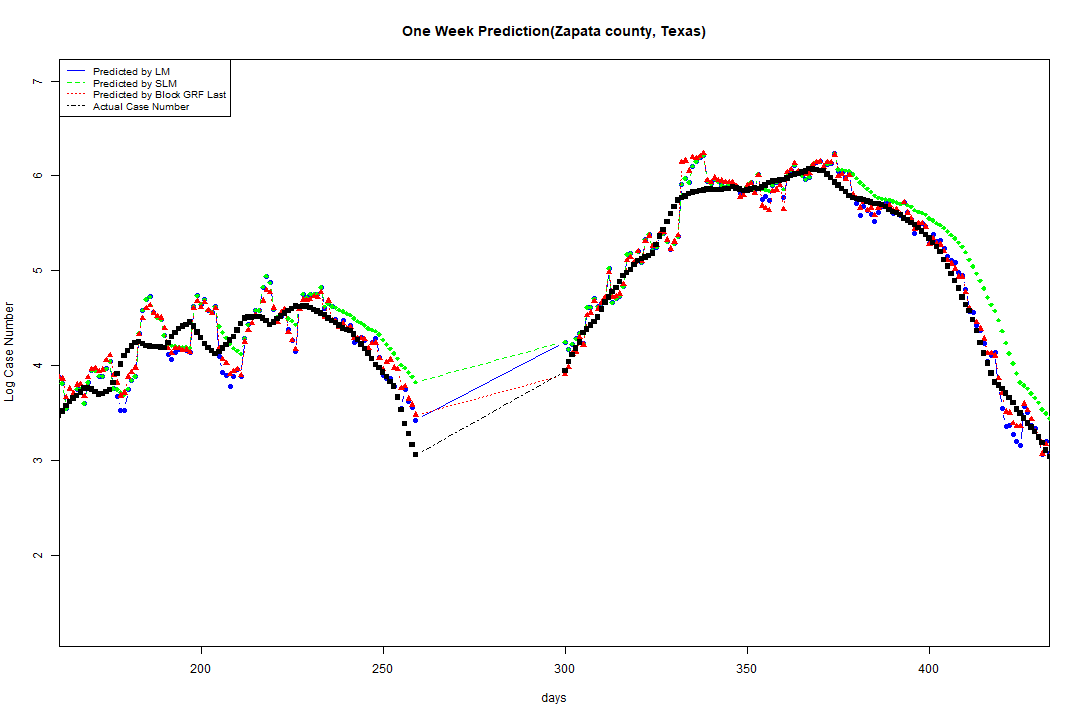 One Week Prediction(Zapata county, Texas)
Predicted by LM
Predicted by SLM
Predicted by Block GRF Last
Actual Case Number
7
6
5
4
3
2
Log Case Number
200 250 300 350 400
days